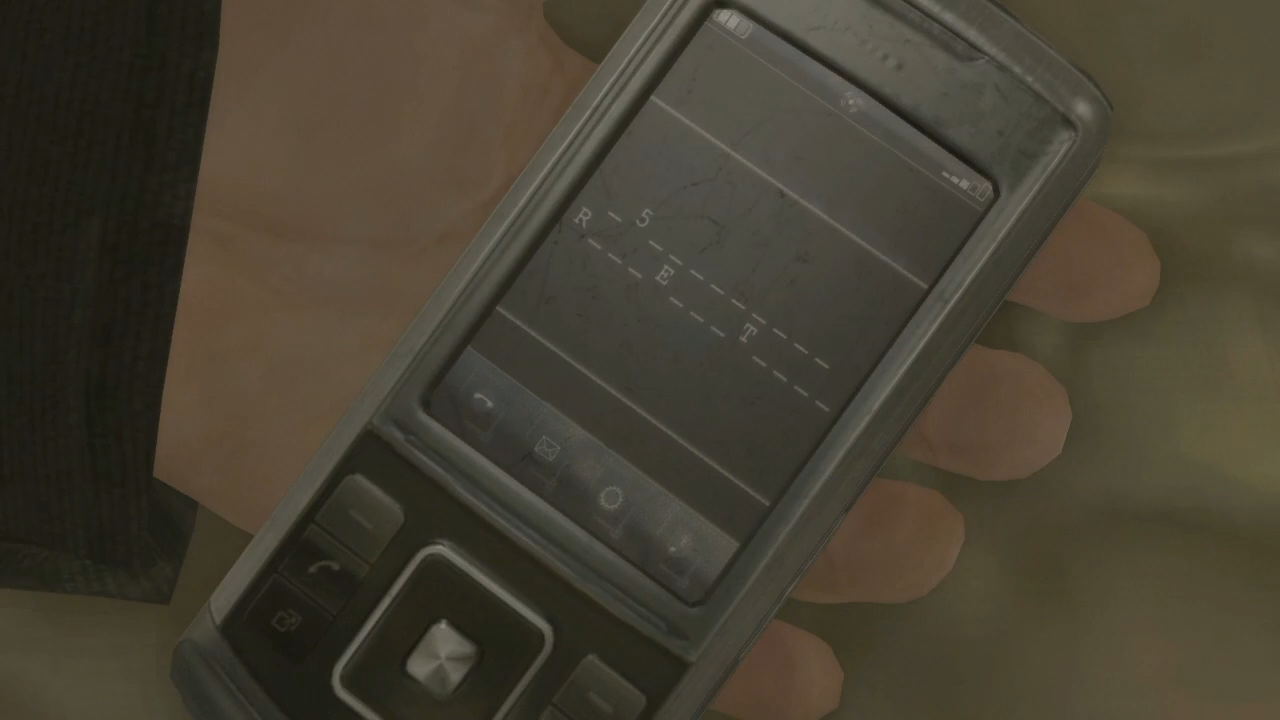 _ 5 _ _ _ _ _ _ _ _ _
R _ _ _ E _ _ _ T _ _ _ _